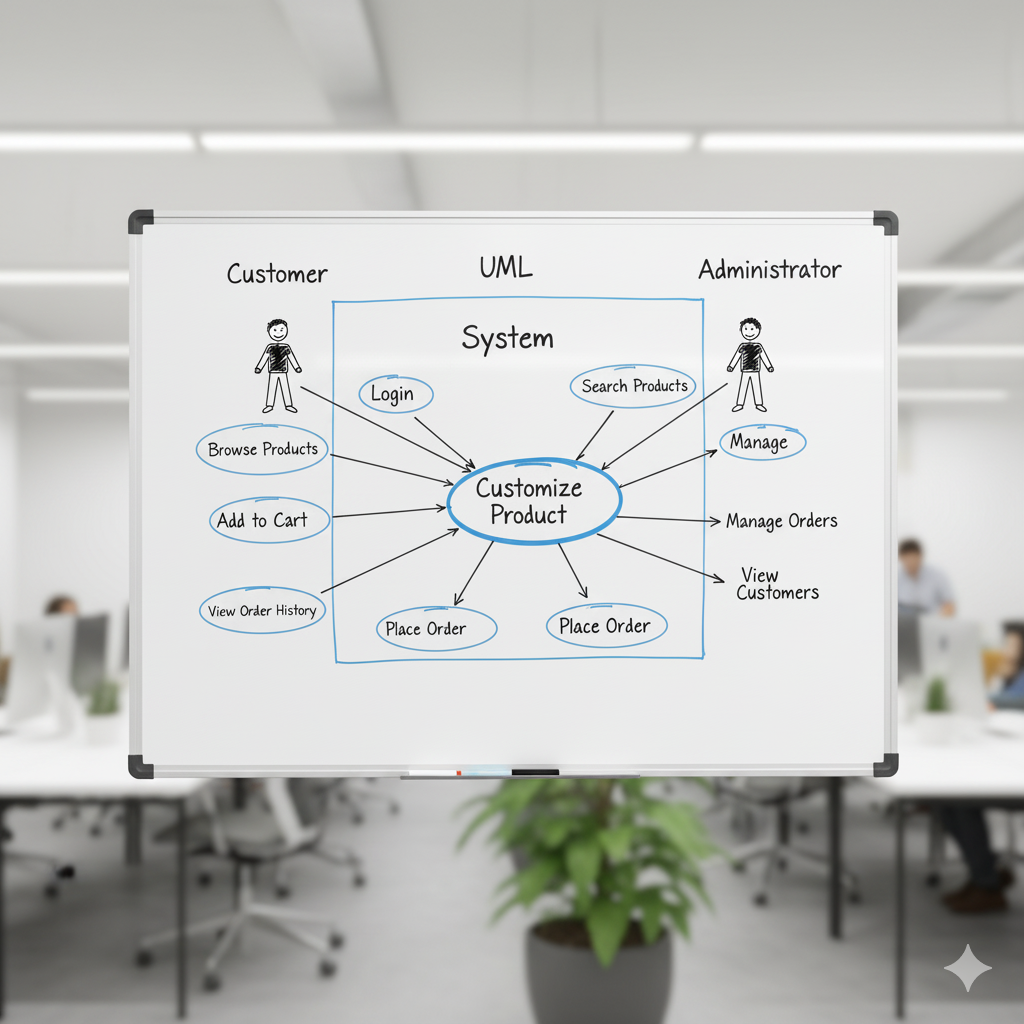 Customer
UML
Administrator
System
Login
Search Products
Browse Products
Manage
Customize
Product
Add to Cart
Manage Orders
View
Customers
View Order History
Place Order
Place Order